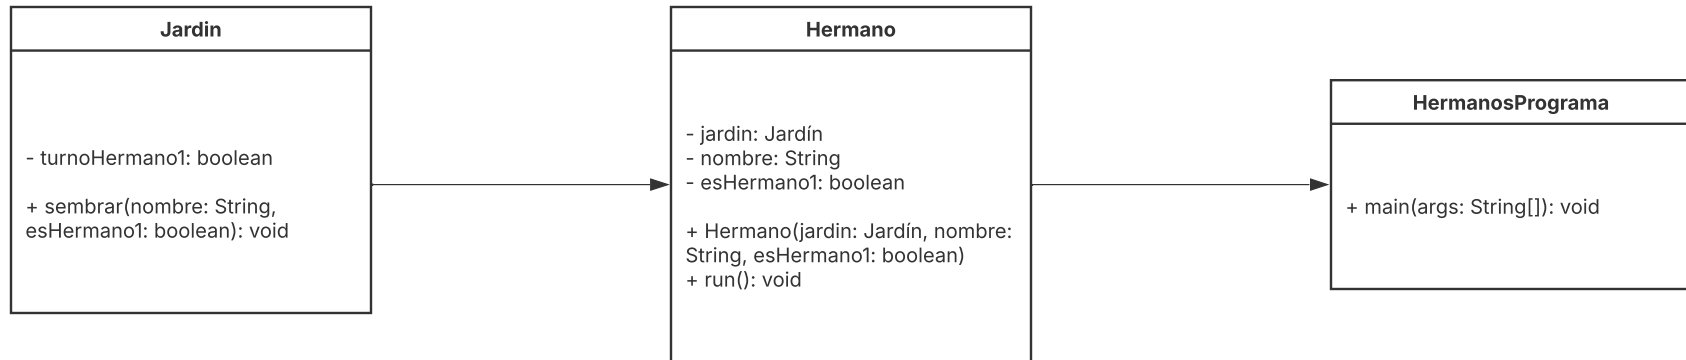 Jardin
- turnoHermano1: boolean
+ sembrar(nombre: String,
esHermano1: boolean): void
Hermano
- jardin: Jardín
- nombre: String
- esHermano1: boolean
+ Hermano(jardin: Jardín, nombre:
String, esHermano1: boolean)
+ run(): void
HermanosPrograma
+ main(args: String[]): void